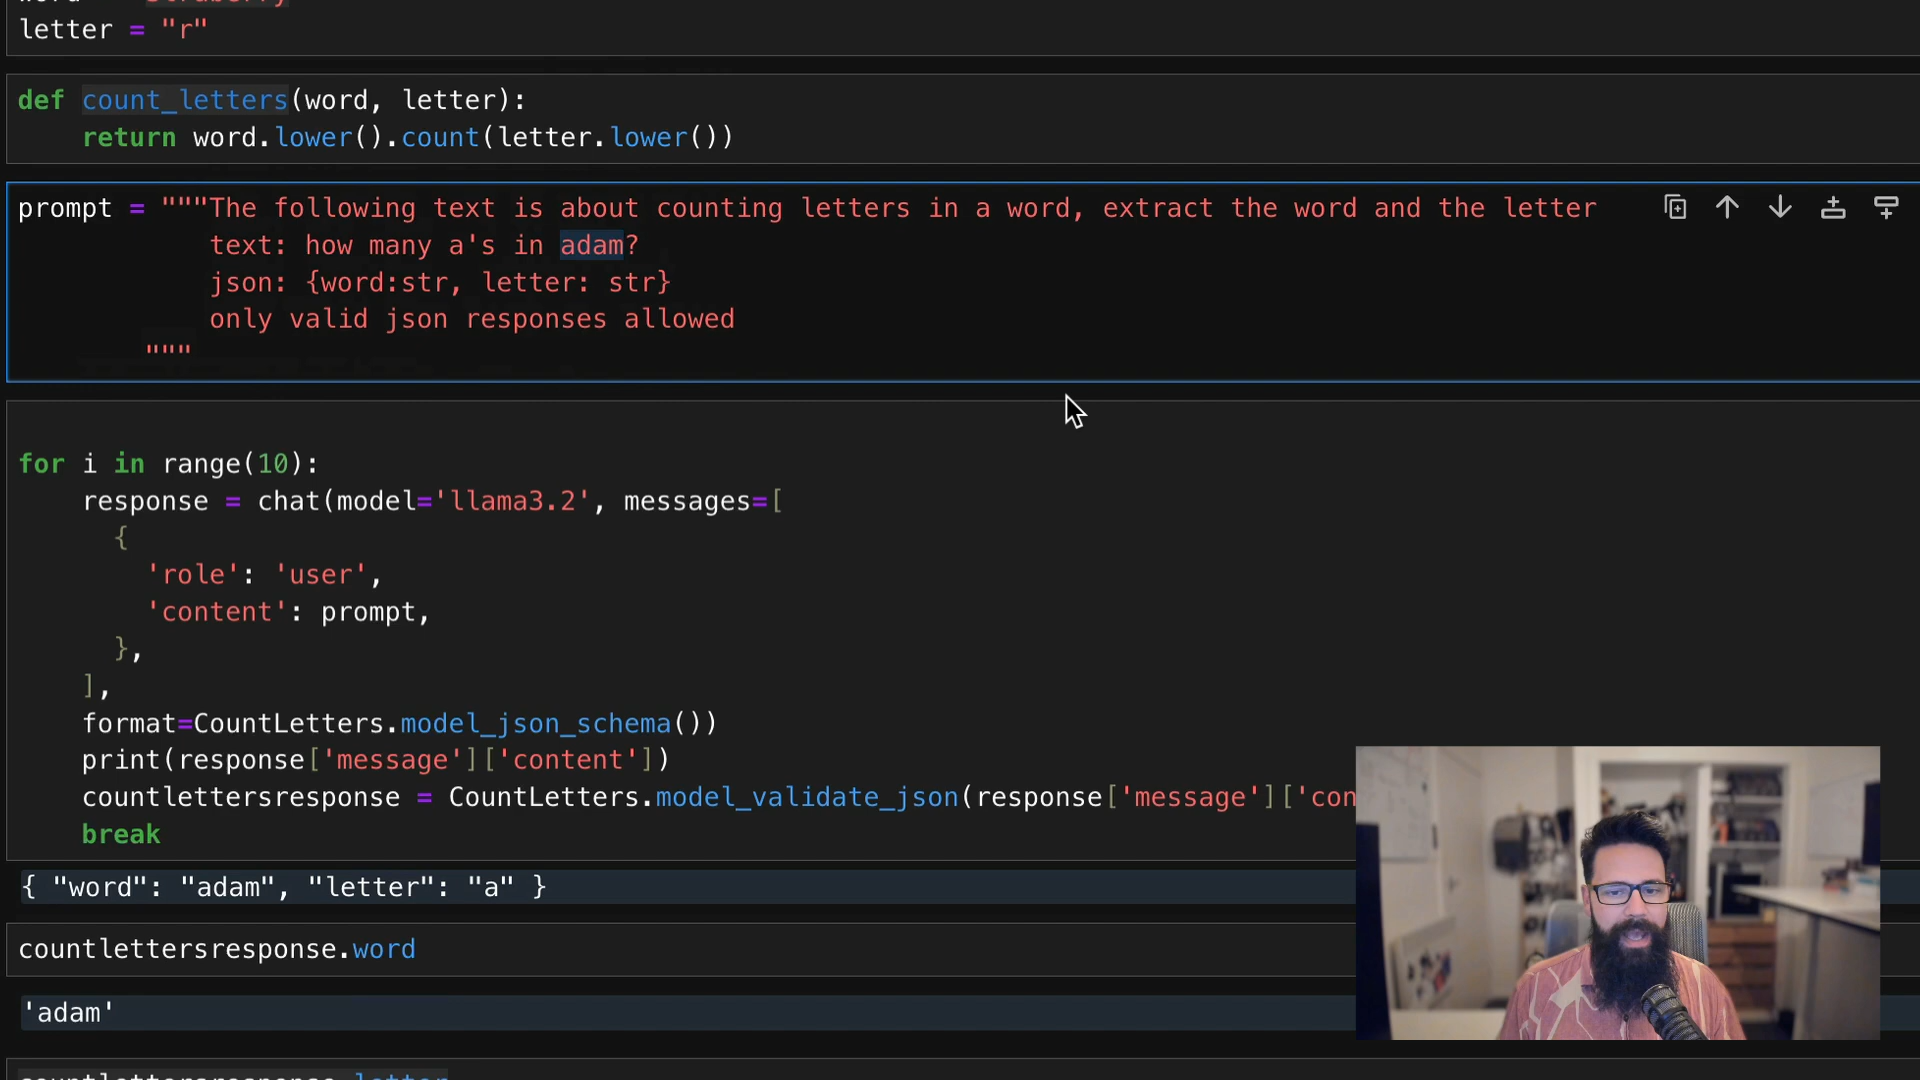 letter = "r"
def count_letters(word, letter):
return word.lower().count(letter.lower())
prompt = """The following text is about counting letters in a word, extract the word and the letter
text: how many a's in adam?
json: {word:str, letter: str}
only valid json responses allowed
"""
for i in range(10):
response = chat(model='llama3.2', messages=[
{
'role': 'user',
'content': prompt,
},
],
format=CountLetters.model_json_schema())
print(response['message']['content'])
countlettersresponse = CountLetters.model_validate_json(response['message']['con
break
{ "word": "adam", "letter": "a" }
countlettersresponse.word
'adam'
countlettersresponse.letter